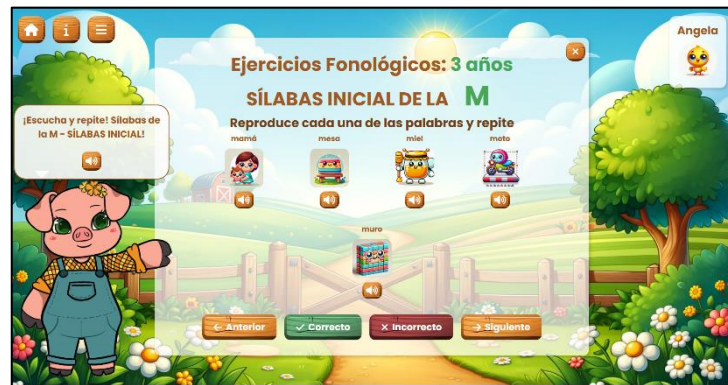 Angela
Ejercicios Fonológicos: 3 años
SÍLABAS INICIAL DE LA M
Reproduce cada una de las palabras y repite
¡Escucha y repite! Sílabas de
la M - SÍLABAS INICIAL!
mamá mesa miel moto
muro
← Anterior ✓ Correcto × Incorrecto → Siguiente